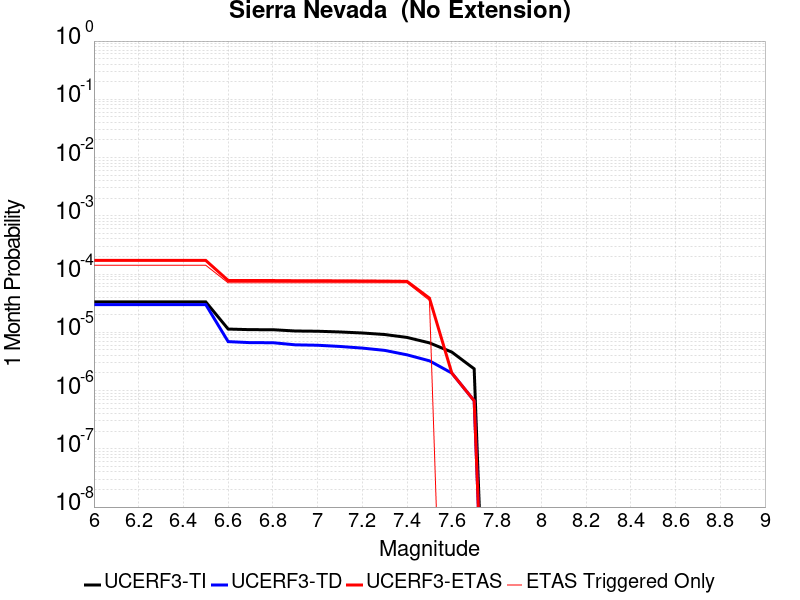 Sierra Nevada  (No Extension)
10^0
10^-1
10^-2
10^-3
10^-4
10^-5
10^-6
10^-7
10^-8
1 Month Probability
6 6.2 6.4 6.6 6.8 7 7.2 7.4 7.6 7.8 8 8.2 8.4 8.6 8.8 9
Magnitude
UCERF3-TI UCERF3-TD UCERF3-ETAS ETAS Triggered Only